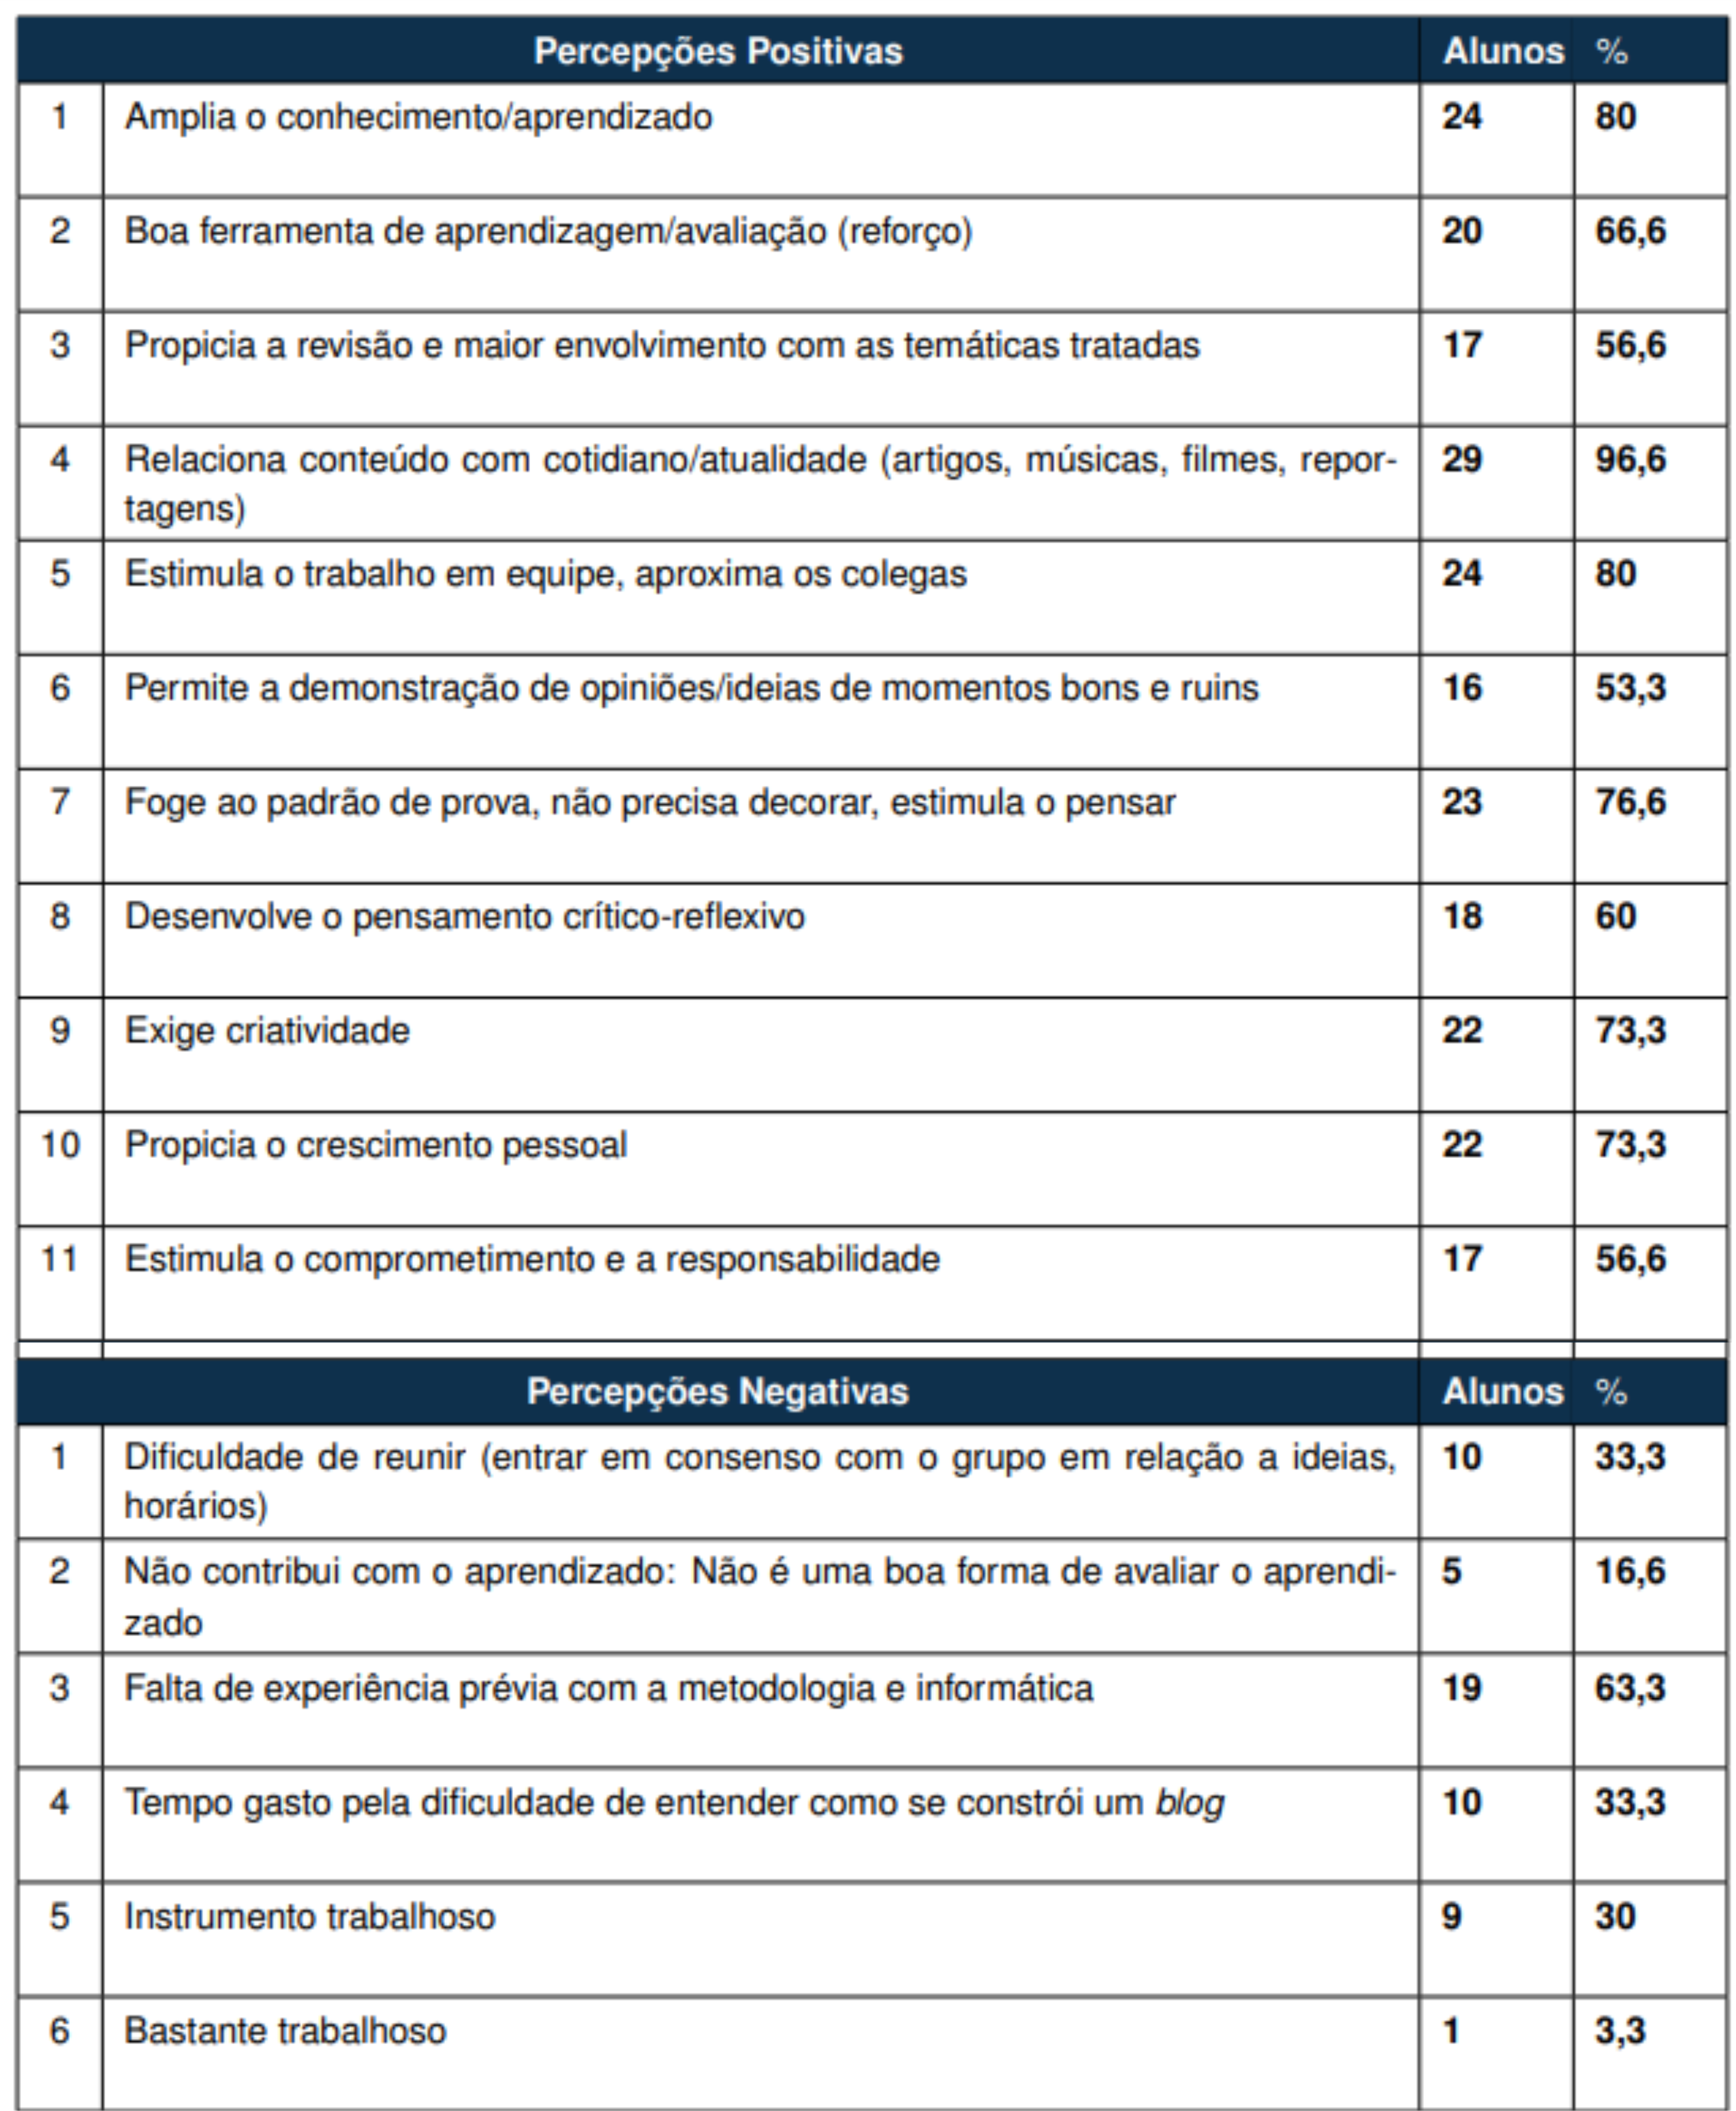 Percepções Positivas Alunos %
1 Amplia o conhecimento/aprendizado 24 80
2 Boa ferramenta de aprendizagem/avaliação (reforço) 20 66,6
3 Propicia a revisão e maior envolvimento com as temáticas tratadas 17 56,6
4 Relaciona conteúdo com cotidiano/atualidade (artigos, músicas, filmes, repor- 29 96,6
tagens)
5 Estimula o trabalho em equipe, aproxima os colegas 24 80
6 Permite a demonstração de opiniões/ideias de momentos bons e ruins 16 53,3
7 Foge ao padrão de prova, não precisa decorar, estimula o pensar 23 76,6
8 Desenvolve o pensamento crítico-reflexivo 18 60
9 Exige criatividade 22 73,3
10 Propicia o crescimento pessoal 22 73,3
11 Estimula o comprometimento e a responsabilidade 17 56,6
Percepções Negativas Alunos %
1 Dificuldade de reunir (entrar em consenso com o grupo em relação a ideias, 10 33,3
horários)
2 Não contribui com o aprendizado: Não é uma boa forma de avaliar o aprendi- 5 16,6
zado
3 Falta de experiência prévia com a metodologia e informática 19 63,3
4 Tempo gasto pela dificuldade de entender como se constrói um blog 10 33,3
5 Instrumento trabalhoso 9 30
6 Bastante trabalhoso 1 3,3